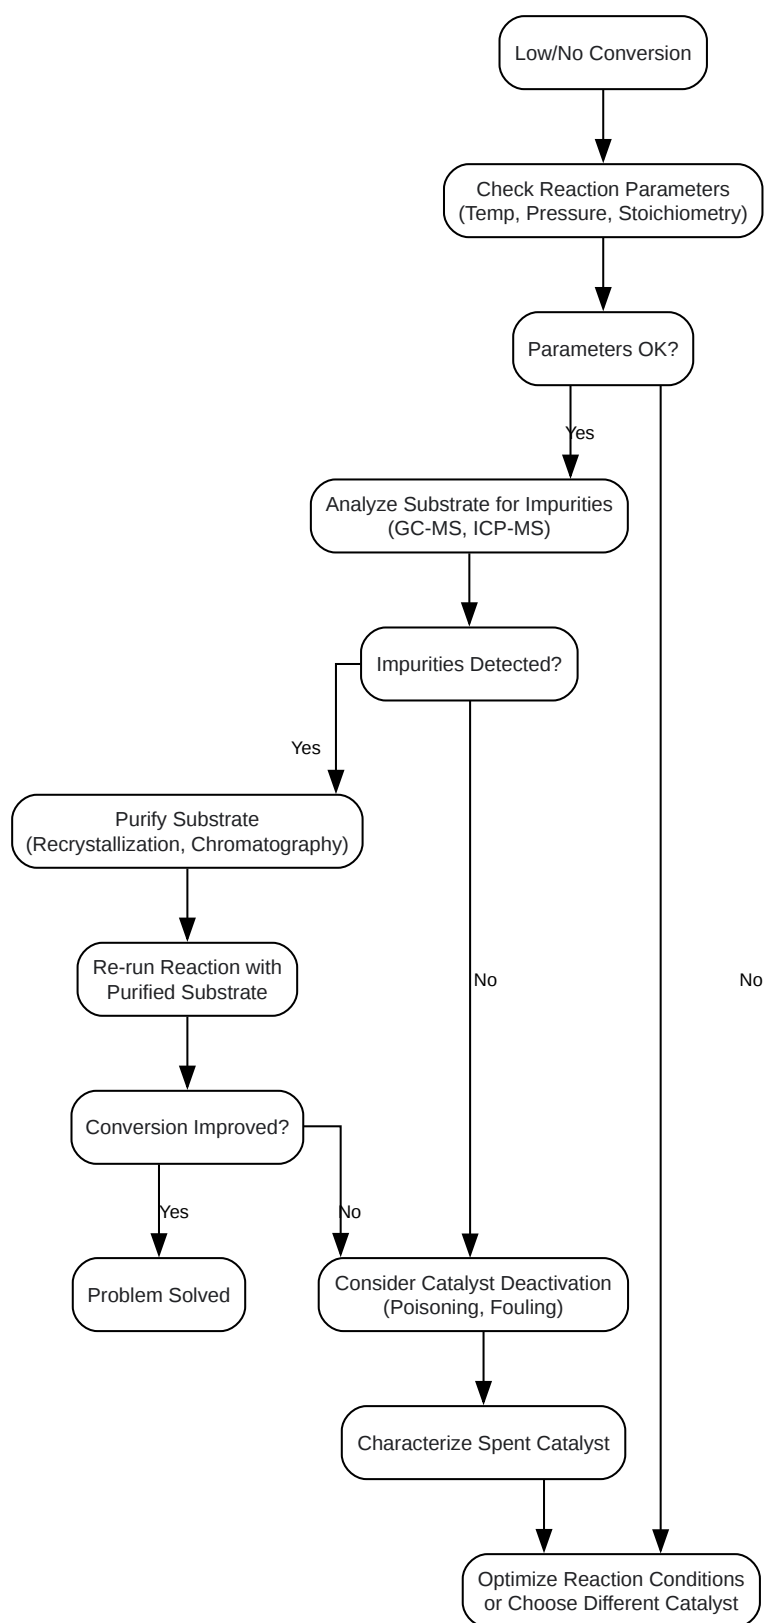 Low/No Conversion
Check Reaction Parameters
(Temp, Pressure, Stoichiometry)
Parameters OK?
Yes
Analyze Substrate for Impurities
(GC-MS, ICP-MS)
Impurities Detected?
Yes
Purify Substrate
(Recrystallization, Chromatography)
Re-run Reaction with
Purified Substrate
No
No
Conversion Improved?
Yes
No
Problem Solved
Consider Catalyst Deactivation
(Poisoning, Fouling)
Characterize Spent Catalyst
Optimize Reaction Conditions
or Choose Different Catalyst